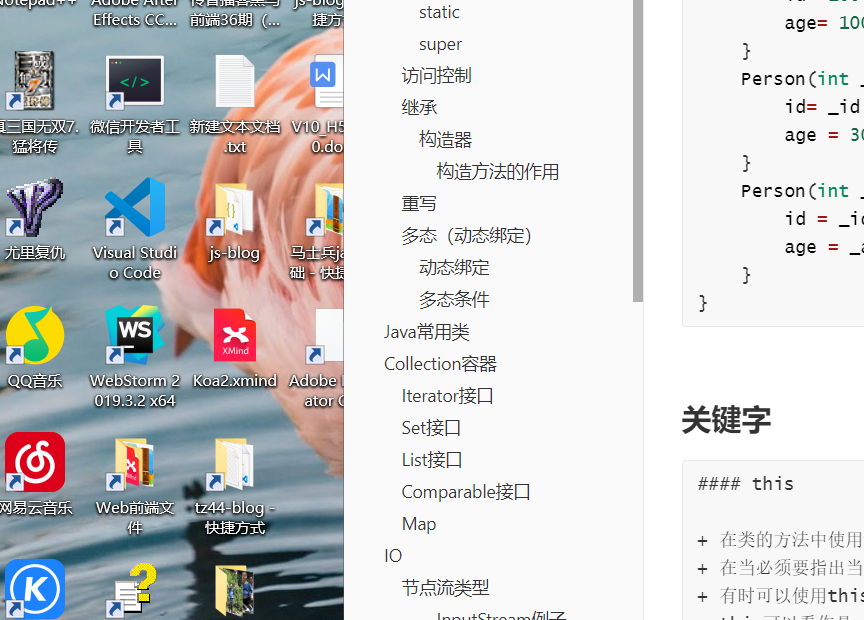 Adobe After
Effects CC...
前端36期（...
捷方
真三国无双7.
猛将传
微信开发者工
具
新建文本文档
.txt
V10_H5
0.do
尤里复仇
Visual Studi
o Code
js-blog
马士兵ja
础 - 快捷
QQ音乐
WS
WebStorm 2
019.3.2 x64
XMind
Koa2.xmind
Adobe
ator C
网易云音乐
Web前端文
件
tz44-blog -
快捷方式
static
super
访问控制
继承
构造器
构造方法的作用
重写
多态（动态绑定）
动态绑定
多态条件
Java常用类
Collection容器
Iterator接口
Set接口
List接口
Comparable接口
Map
IO
节点流类型
InputStream例子
age= 100
}
Person(int _
id= _id
age = 30
}
Person(int _
id = _id
age = _a
}
}
关键字
#### this
+ 在类的方法中使用
+ 在当必须要指出当
+ 有时可以使用this